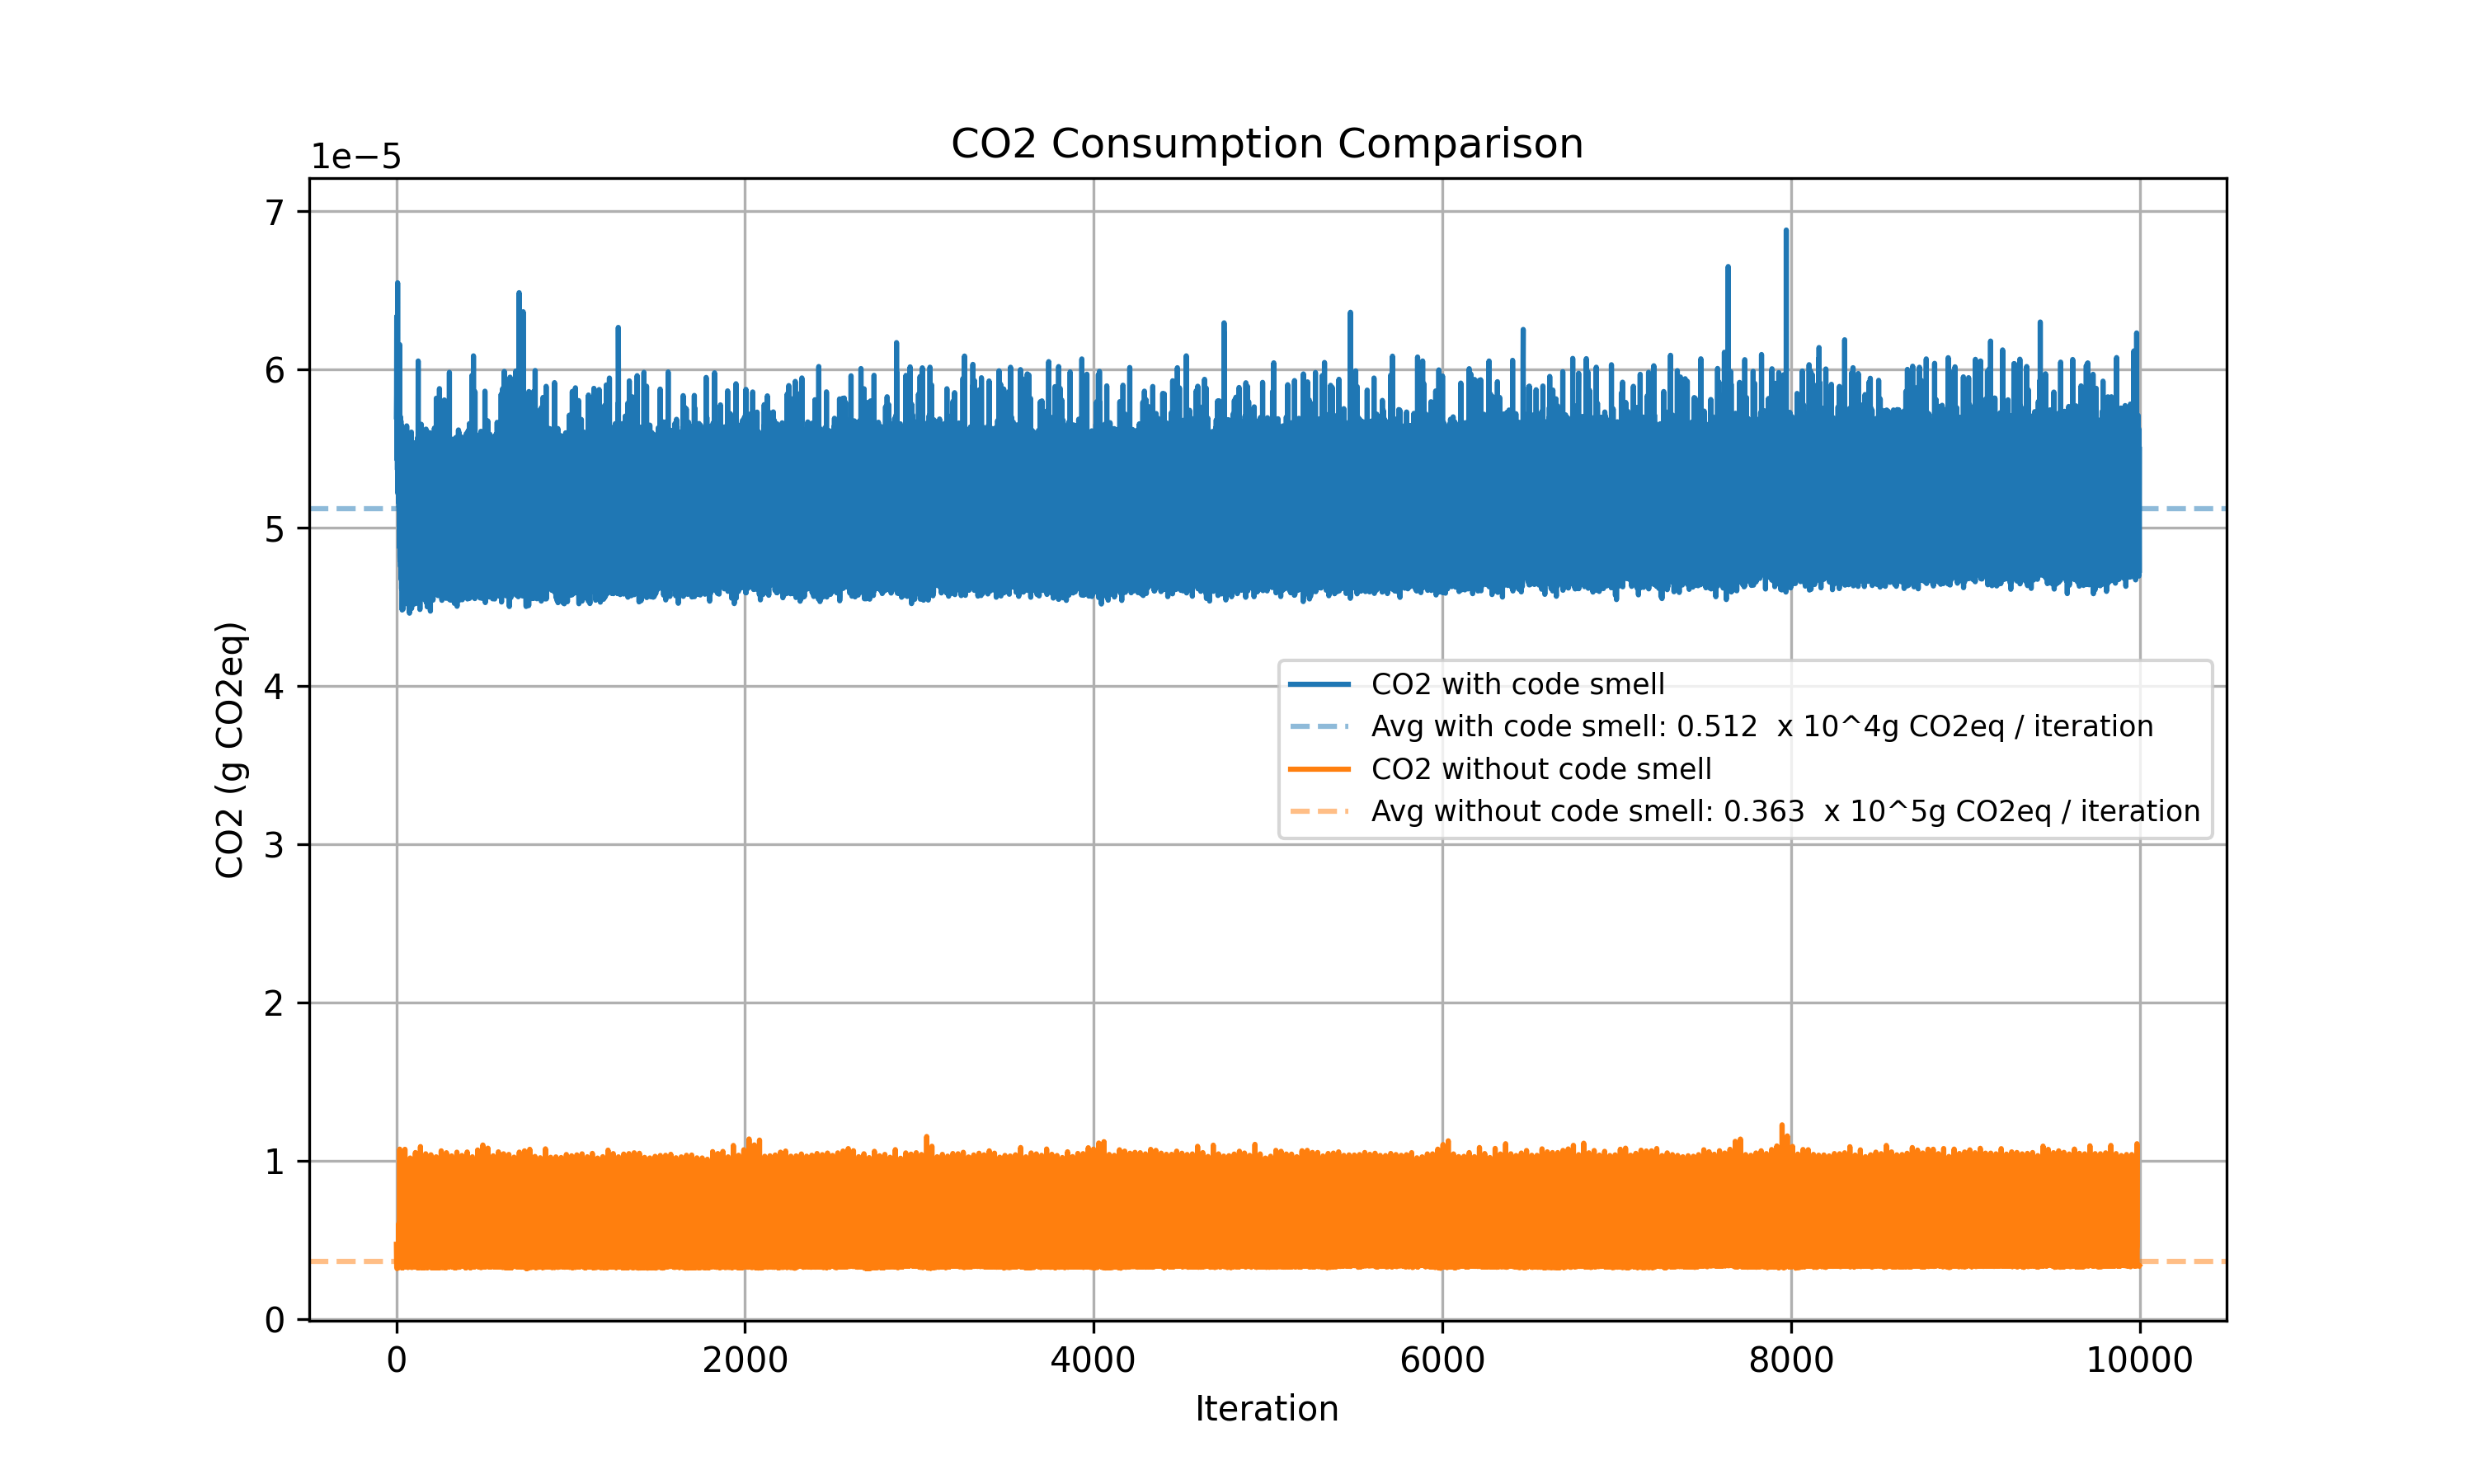 CO2 Consumption Comparison
1e−5
7
6
5
4
3
2
1
0
CO2 (g CO2eq)
CO2 with code smell
Avg with code smell: 0.512  x 10^4g CO2eq / iteration
CO2 without code smell
Avg without code smell: 0.363  x 10^5g CO2eq / iteration
0 2000 4000 6000 8000 10000
Iteration